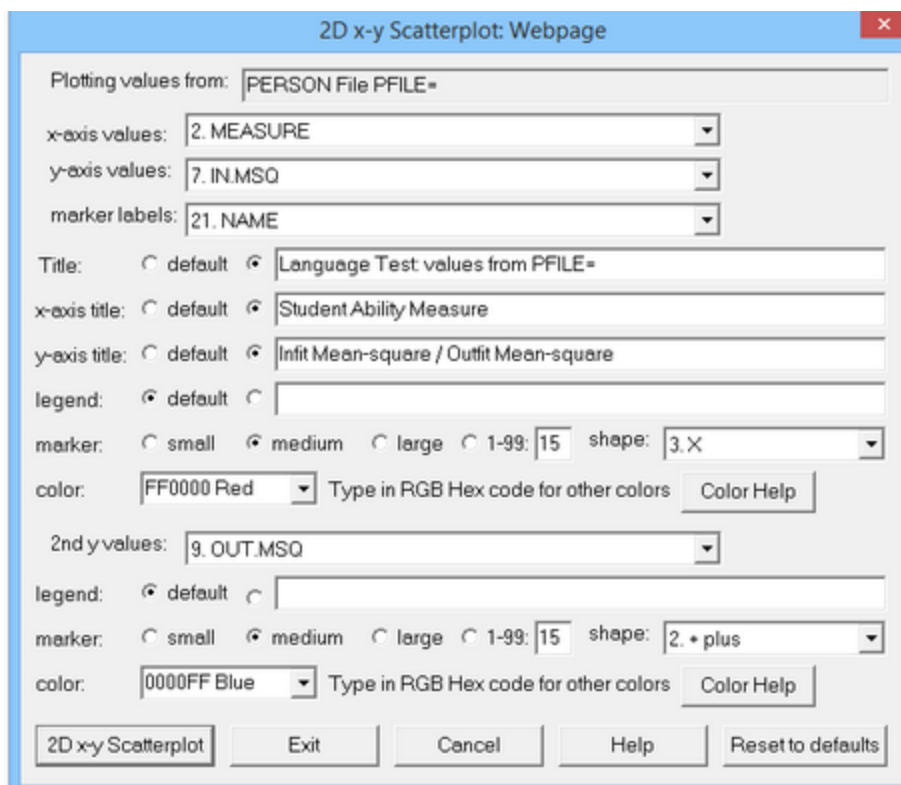 2D x-y Scatterplot: Webpage
Plotting values from: PERSON File PFILE=
x-axis values: 2. MEASURE
y-axis values: 7. IN.MSQ
marker labels: 21. NAME
Title: default Language Test: values from PFILE=
x-axis title: default Student Ability Measure
y-axis title: default Infit Mean-square / Outfit Mean-square
legend: default
marker: small medium large 1-99: 15 shape: 3. X
color: FF0000 Red Type in RGB Hex code for other colors Color Help
2nd y values: 9. OUT.MSQ
legend: default
marker: small medium large 1-99: 15 shape: 2. + plus
color: 0000FF Blue Type in RGB Hex code for other colors Color Help
2D x-y Scatterplot Exit Cancel Help Reset to defaults